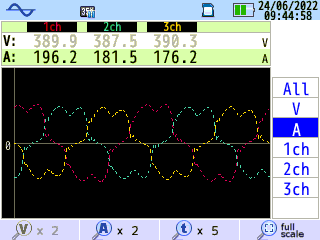 24/06/2022
09:44:58
1ch 2ch 3ch
V: 389.9 387.5 390.3 V
A: 196.2 181.5 176.2 A
All
V
A
1ch
2ch
3ch
0
V x 2 A x 2 t x 5 full scale